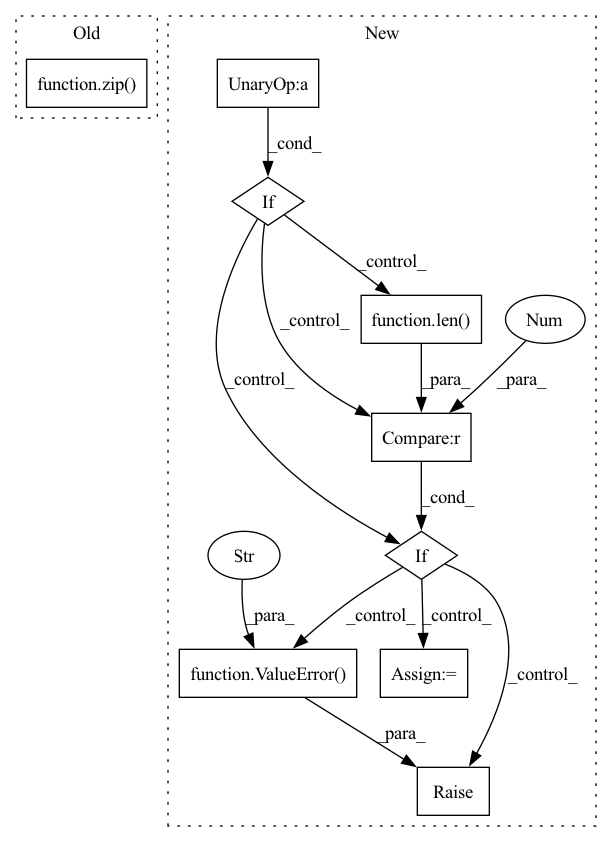 Old
New
function.zip()
UnaryOp:a
_cond_
If
_control_
function.len()
Num
_control_
_control_
_para_
_para_
Compare:r
_cond_
Str
If
_para_
_control_
_control_
_control_
function.ValueError()
Assign:=
_para_
Raise